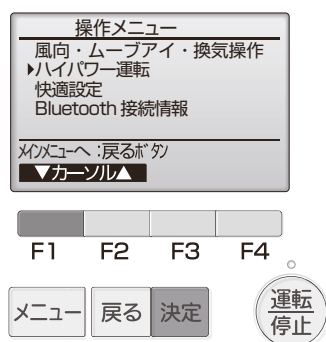 操作メニュー
風向・ムーブアイ・換気操作
▶ハイパワー運転
快適設定
Bluetooth 接続情報
メインメニューへ:戻るボタン
▼カーソル▲
F1 F2 F3 F4
メニュー 戻る 決定 運転
停止